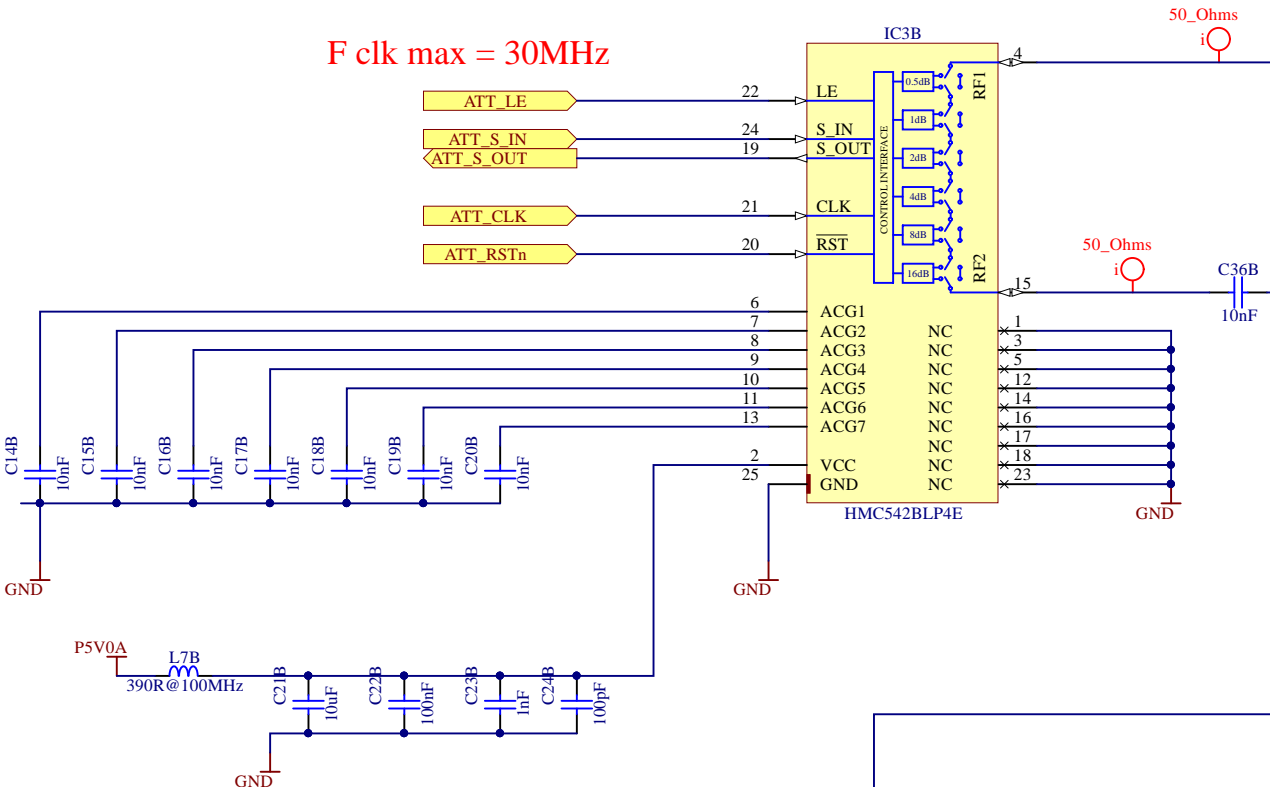 50_Ohms
i
IC3B
F clk max = 30MHz
4
RF1
0.5dB
ATT_LE
22
LE
1dB
ATT_S_IN
24
S_IN
ATT_S_OUT
19
S_OUT
2dB
CONTROL INTERFACE
4dB
ATT_CLK
21
CLK
8dB
ATT_RSTn
20
RST
16dB
RF2
50_Ohms
i
15
C36B
10nF
6
ACG1
7
ACG2
NC
1
8
ACG3
NC
3
9
ACG4
NC
5
10
ACG5
NC
12
11
ACG6
NC
14
13
ACG7
NC
16
NC
17
2
VCC
NC
18
25
GND
NC
23
HMC542BLP4E
GND
C14B
10nF
C15B
10nF
C16B
10nF
C17B
10nF
C18B
10nF
C19B
10nF
C20B
10nF
GND
GND
P5V0A
L7B
390R@100MHz
C21B
10uF
C22B
100nF
C23B
1nF
C24B
100pF
GND